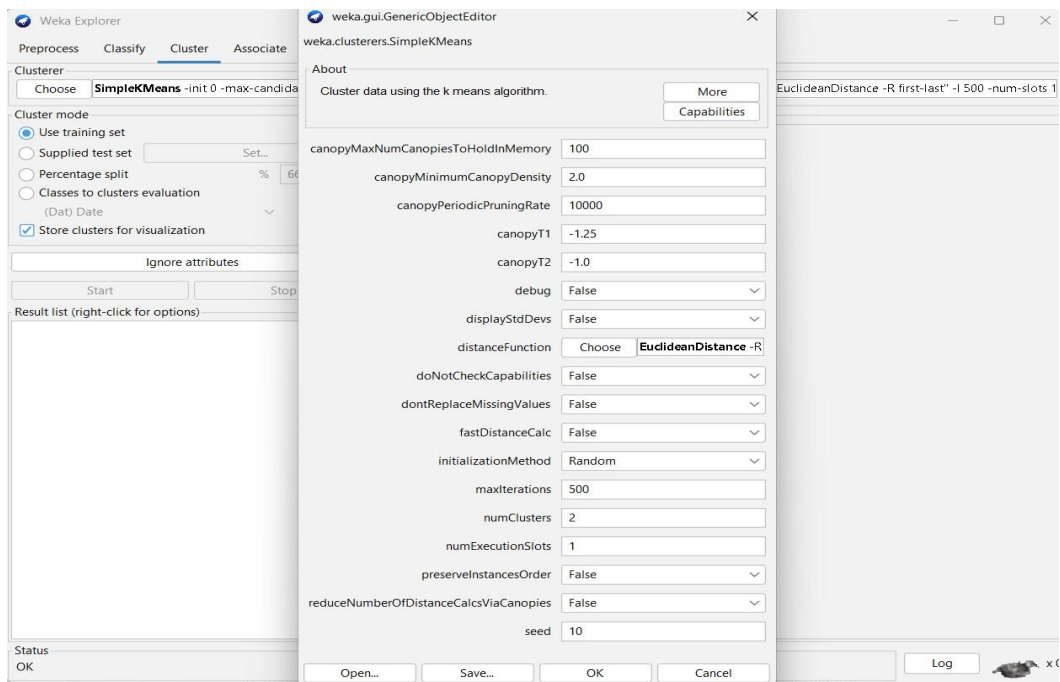 Weka Explorer
Preprocess Classify Cluster Associate
Clusterer
Choose SimpleKMeans -init 0 -max-candida
EuclideanDistance -R first-last" -I 500 -num-slots 1
Cluster mode
Use training set
Supplied test set Set...
Percentage split % 66
Classes to clusters evaluation
(Dat) Date
Store clusters for visualization
Ignore attributes
Start Stop
Result list (right-click for options)
Status
OK
Log x 0
weka.gui.GenericObjectEditor
weka.clusterers.SimpleKMeans
About
Cluster data using the k means algorithm.
More
Capabilities
canopyMaxNumCanopiesToHoldInMemory 100
canopyMinimumCanopyDensity 2.0
canopyPeriodicPruningRate 10000
canopyT1 -1.25
canopyT2 -1.0
debug False
displayStdDevs False
distanceFunction Choose EuclideanDistance -R
doNotCheckCapabilities False
dontReplaceMissingValues False
fastDistanceCalc False
initializationMethod Random
maxIterations 500
numClusters 2
numExecutionSlots 1
preserveInstancesOrder False
reduceNumberOfDistanceCalcsViaCanopies False
seed 10
Open... Save... OK Cancel